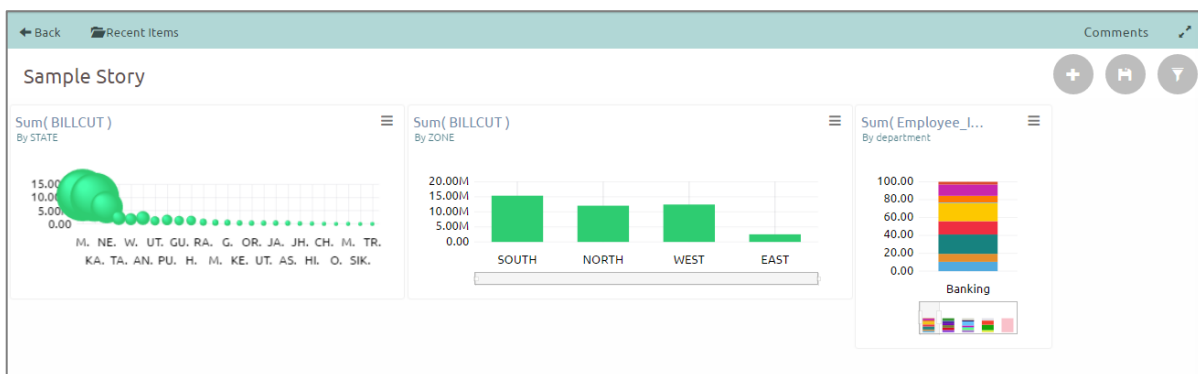 Back Recent Items Comments
Sample Story
Sum( BILLCUT )
By STATE
15.00
10.00
5.00
0.00
M. NE. W. UT. GU. RA. G. OR. JA. JH. CH. M. TR.
KA. TA. AN. PU. H. M. KE. UT. AS. HI. O. SIK.
Sum( BILLCUT )
By ZONE
20.00M
15.00M
10.00M
5.00M
0.00
SOUTH NORTH WEST EAST
Sum( Employee_I...
By department
100.00
80.00
60.00
40.00
20.00
0.00
Banking